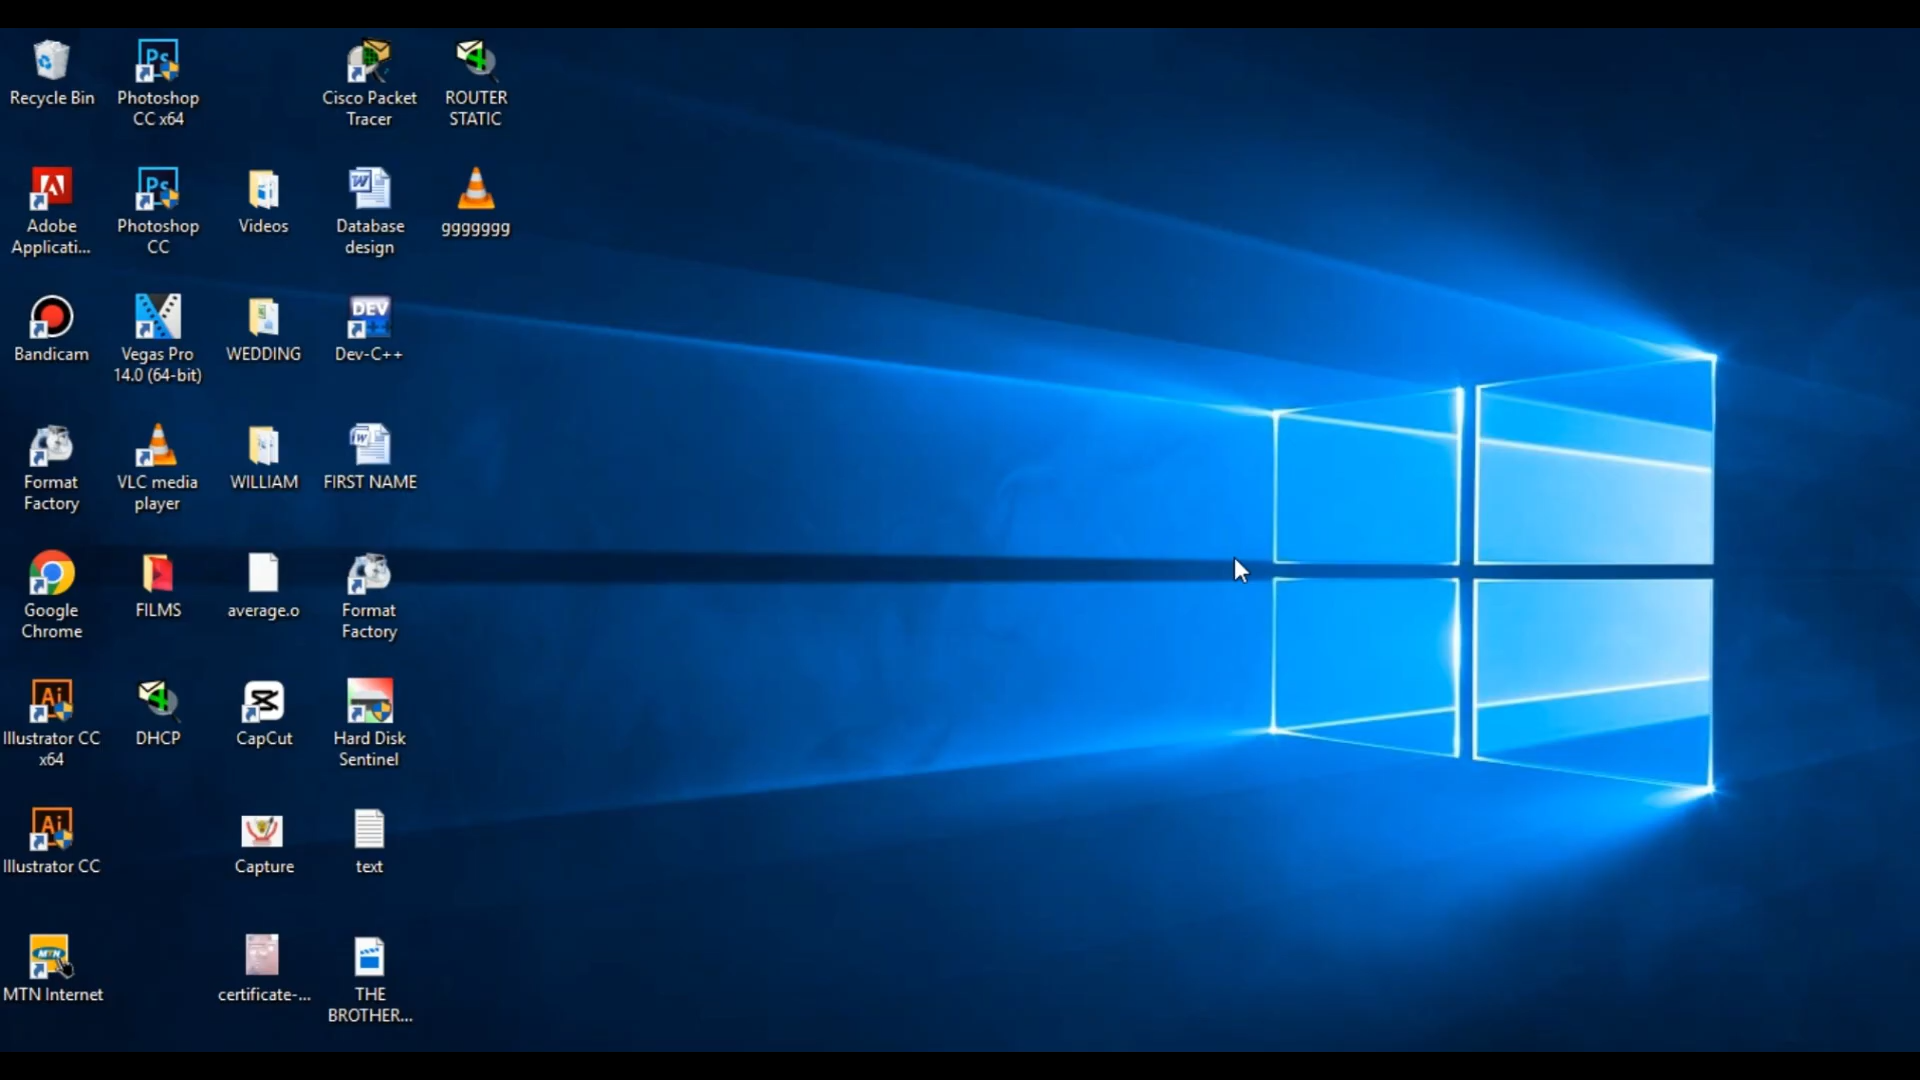 Recycle Bin
Photoshop
CC x64
Cisco Packet
Tracer
ROUTER
STATIC
Adobe
Applicati...
Photoshop
CC
Videos
Database
design
ggggggg
Bandicam
Vegas Pro
14.0 (64-bit)
WEDDING
DEV
Dev-C++
Format
Factory
VLC media
player
WILLIAM
FIRST NAME
Google
Chrome
FILMS
average.o
Format
Factory
Illustrator CC
x64
DHCP
CapCut
Hard Disk
Sentinel
Illustrator CC
Capture
text
MTN Internet
certificate-...
THE
BROTHER...